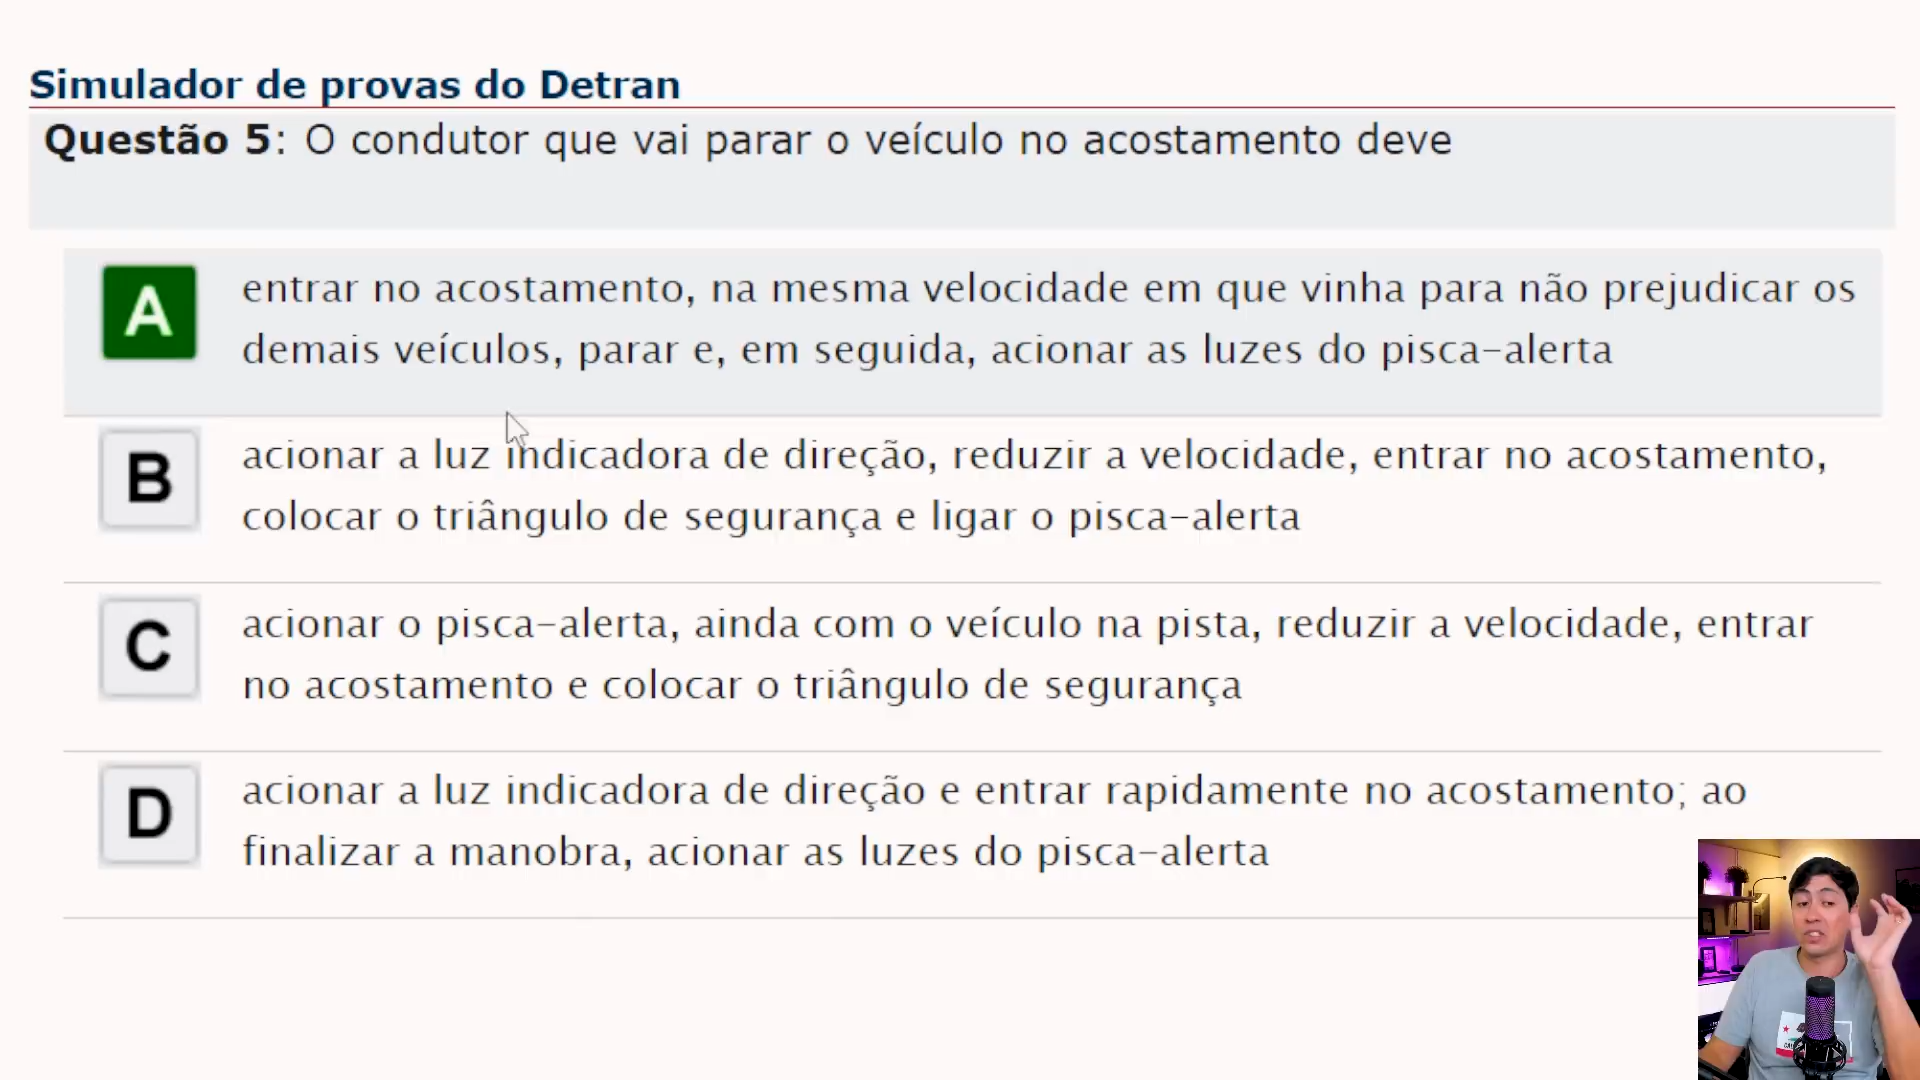 Simulador de provas do Detran
Questão 5: O condutor que vai parar o veículo no acostamento deve
A
entrar no acostamento, na mesma velocidade em que vinha para não prejudicar os
demais veículos, parar e, em seguida, acionar as luzes do pisca-alerta
B
acionar a luz indicadora de direção, reduzir a velocidade, entrar no acostamento,
colocar o triângulo de segurança e ligar o pisca-alerta
C
acionar o pisca-alerta, ainda com o veículo na pista, reduzir a velocidade, entrar
no acostamento e colocar o triângulo de segurança
D
acionar a luz indicadora de direção e entrar rapidamente no acostamento; ao
finalizar a manobra, acionar as luzes do pisca-alerta